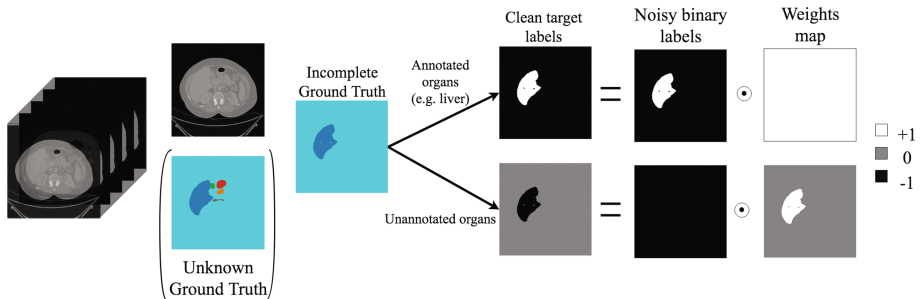 Clean target
labels
Noisy binary
labels
Weights
map
Incomplete
Ground Truth
Annotated
organs
(e.g. liver)
Unannotated organs
Unknown
Ground Truth
+1
0
-1